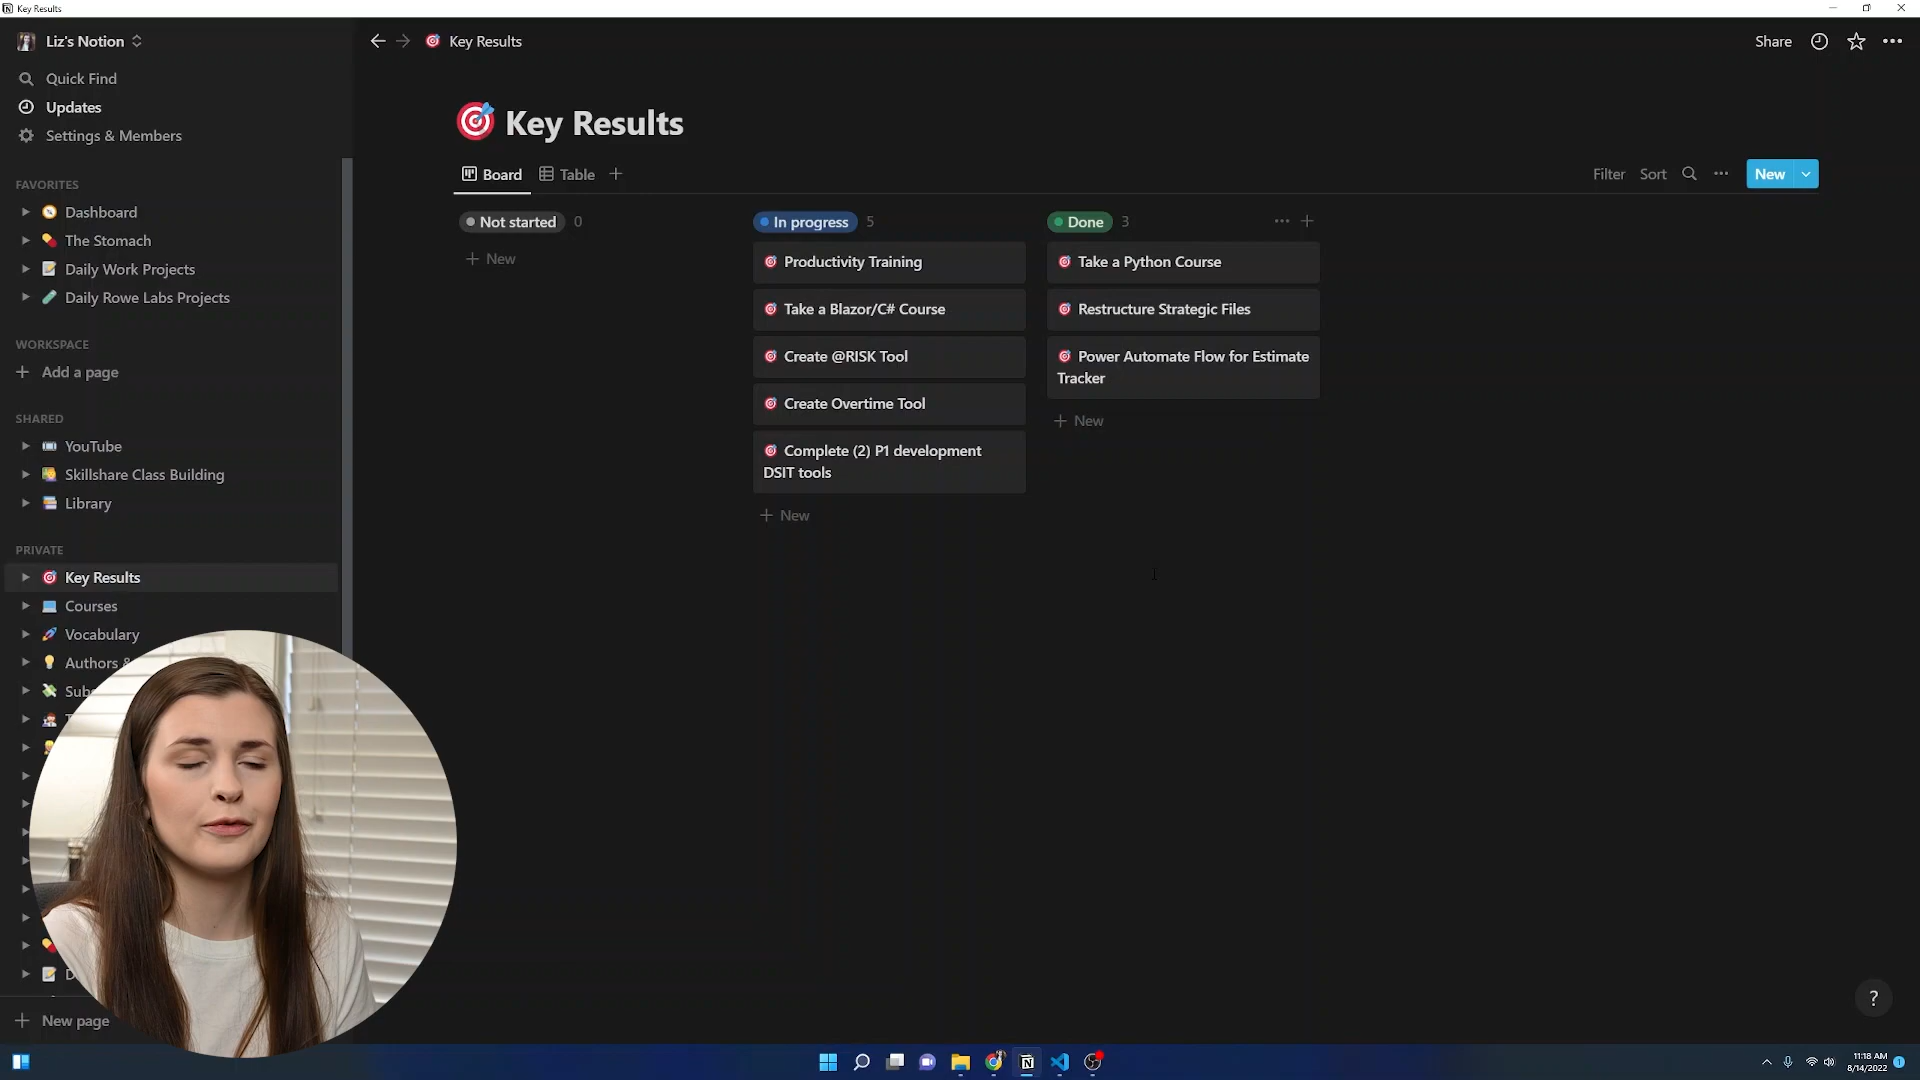 Key Results
Liz's Notion
Key Results
Share
Quick Find
Updates
Settings & Members
Key Results
Board
Table
Filter
Sort
New
FAVORITES
Dashboard
The Stomach
Daily Work Projects
Daily Rowe Labs Projects
WORKSPACE
Add a page
SHARED
YouTube
Skillshare Class Building
Library
PRIVATE
Key Results
Courses
Vocabulary
Authors
New page
Not started 0
New
In progress 5
Productivity Training
Take a Blazor/C# Course
Create @RISK Tool
Create Overtime Tool
Complete (2) P1 development
DSIT tools
New
Done 3
Take a Python Course
Restructure Strategic Files
Power Automate Flow for Estimate
Tracker
New
?
11:18 AM
8/14/2022
1